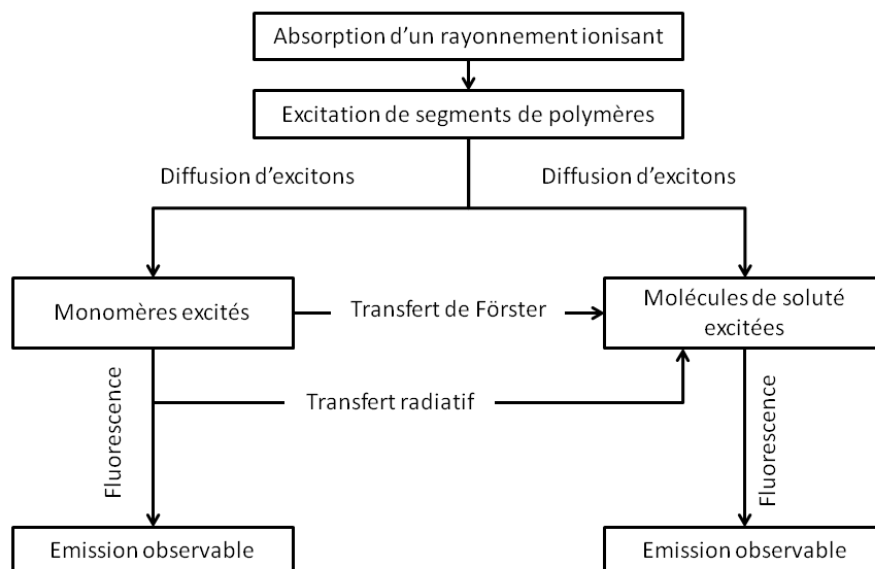 Absorption d'un rayonnement ionisant
Excitation de segments de polymères
Diffusion d'excitons
Diffusion d'excitons
Monomères excités
Transfert de Förster
Molécules de soluté
excitées
Fluorescence
Transfert radiatif
Fluorescence
Emission observable
Emission observable